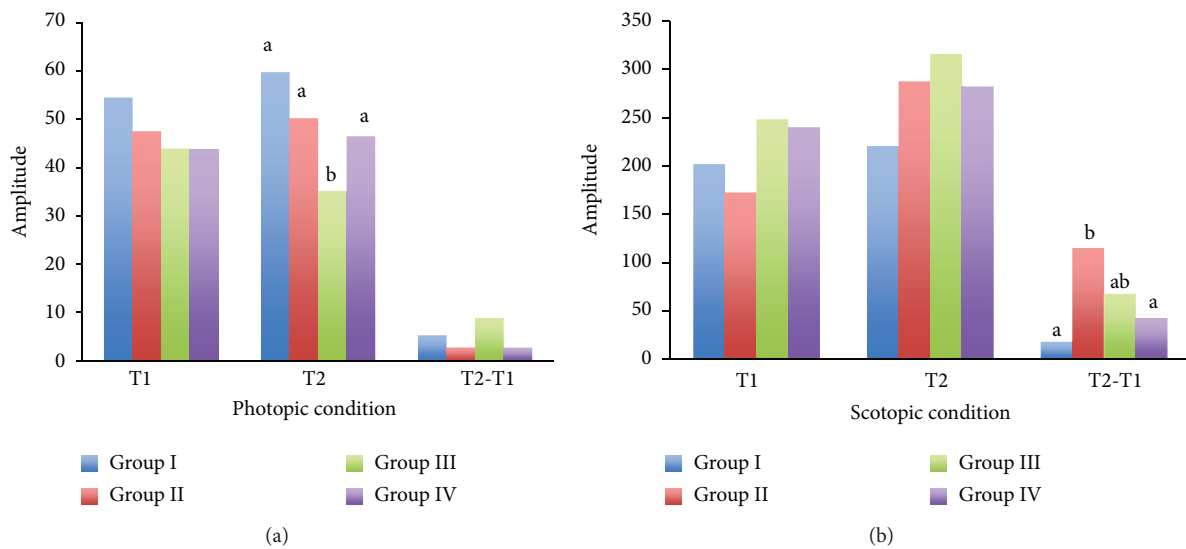 70
60
50
40
30
20
10
0
Amplitude
a
a
a
b
T1
T2
T2-T1
Photopic condition
Group I
Group III
Group II
Group IV
(a)
350
300
250
200
150
100
50
0
Amplitude
b
ab
a
a
T1
T2
T2-T1
Scotopic condition
Group I
Group III
Group II
Group IV
(b)